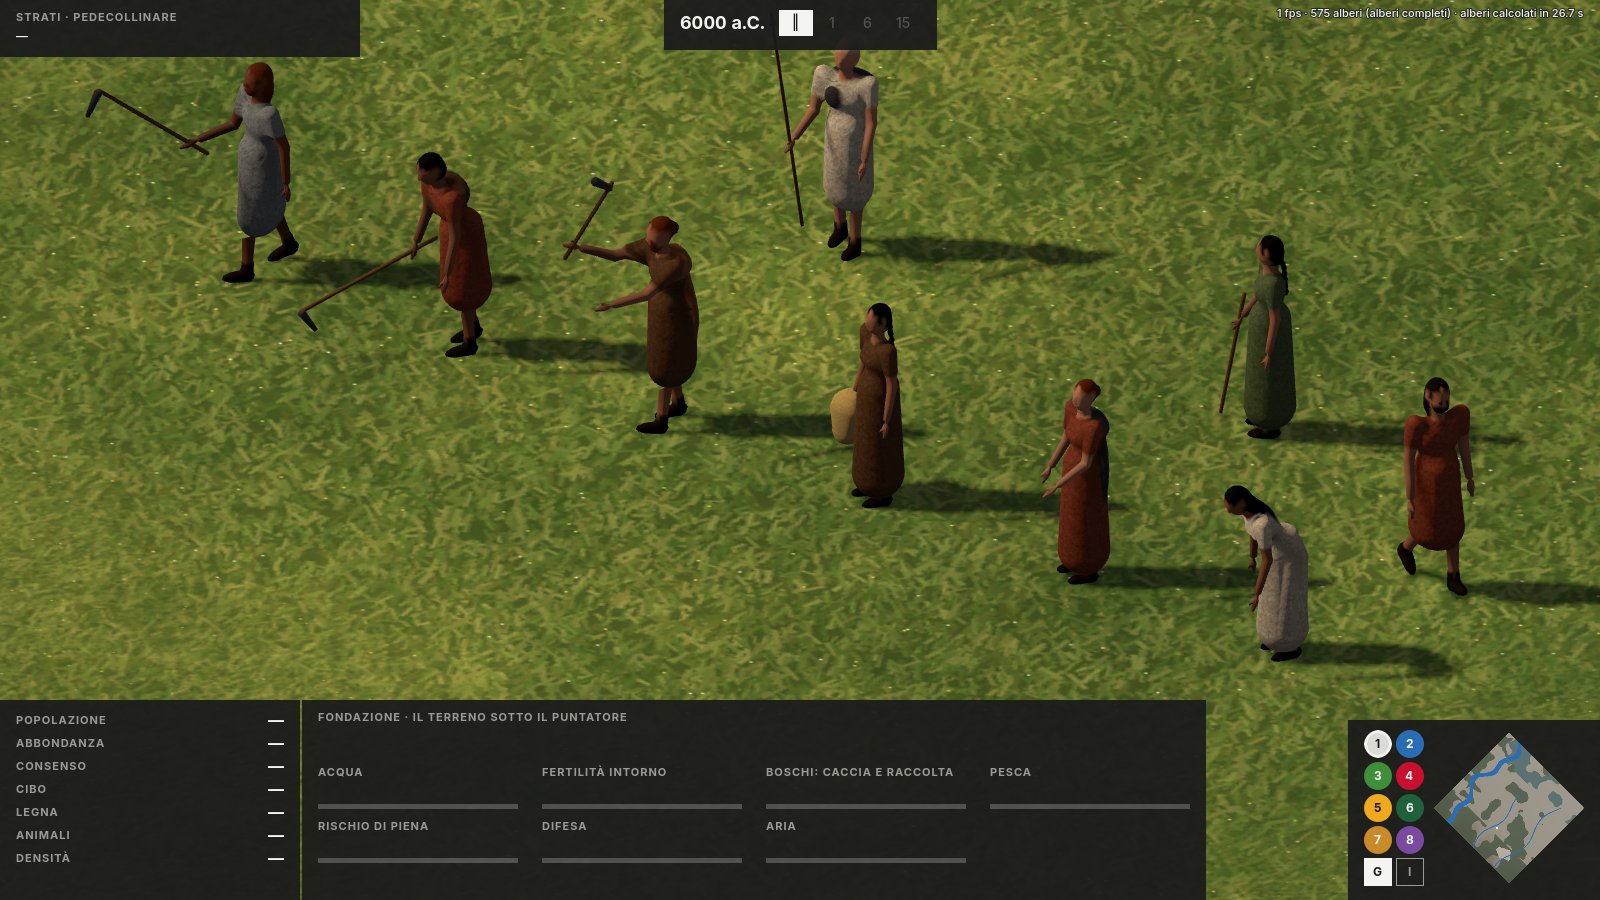 STRATI · PEDECOLLINARE
—
6000 a.C. ║ 1 6 15
1 fps · 575 alberi (alberi completi) · alberi calcolati in 26.7 s
POPOLAZIONE —
ABBONDANZA —
CONSENSO —
CIBO —
LEGNA —
ANIMALI —
DENSITÀ —
FONDAZIONE · IL TERRENO SOTTO IL PUNTATORE
ACQUA FERTILITÀ INTORNO BOSCHI: CACCIA E RACCOLTA PESCA
RISCHIO DI PIENA DIFESA ARIA
1 2
3 4
5 6
7 8
G I